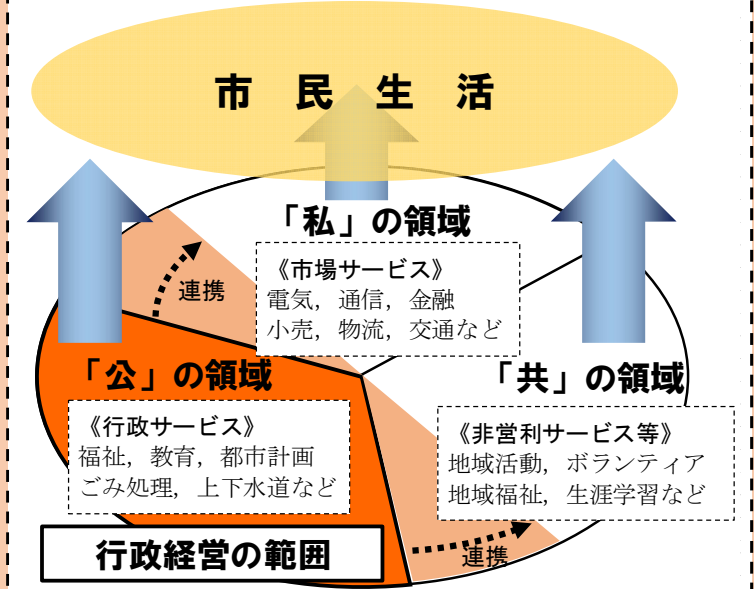 市民生活
「私」の領域
《市場サービス》
電気，通信，金融
小売，物流，交通など
連携
「公」の領域
《行政サービス》
福祉，教育，都市計画
ごみ処理，上下水道など
「共」の領域
《非営利サービス等》
地域活動，ボランティア
地域福祉，生涯学習など
行政経営の範囲
連携